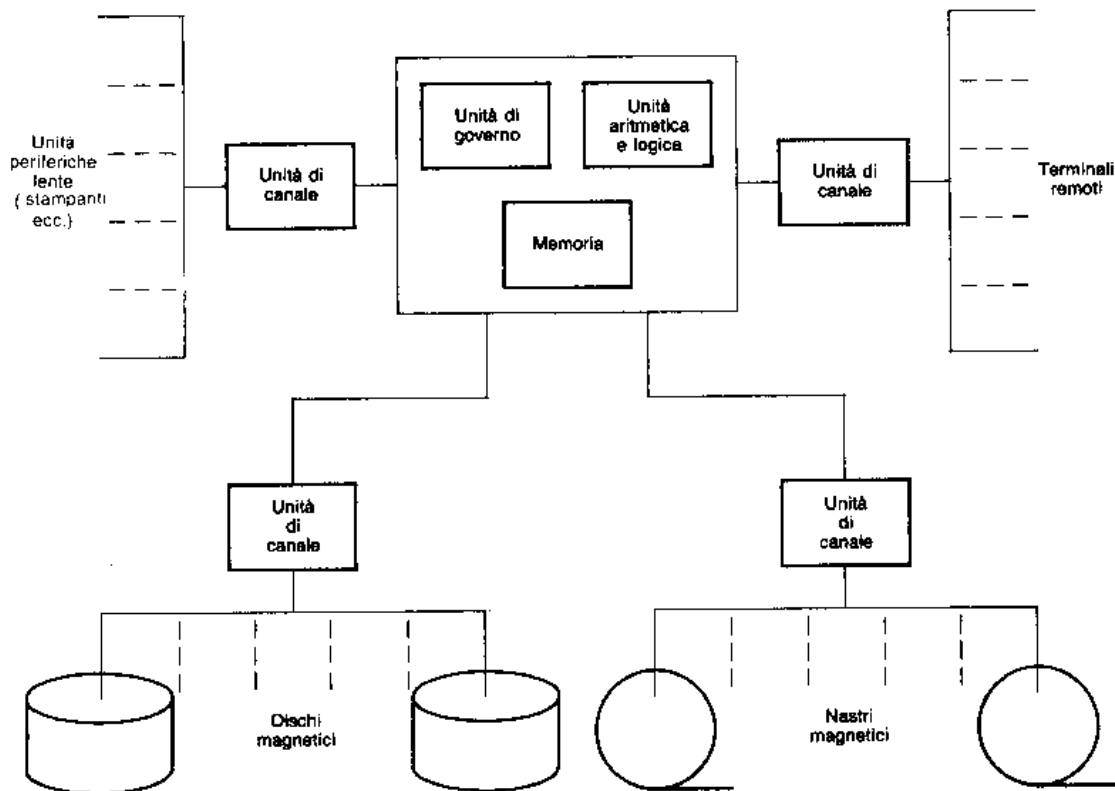 Unità di
governo
Unità
aritmetica
e logica
Unità
periferiche
lente
( stampanti
ecc.)
Unità di
canale
Unità di
canale
Terminali
remoti
Memoria
Unità
di
canale
Unità
di
canale
Dischi
magnetici
Nastri
magnetici